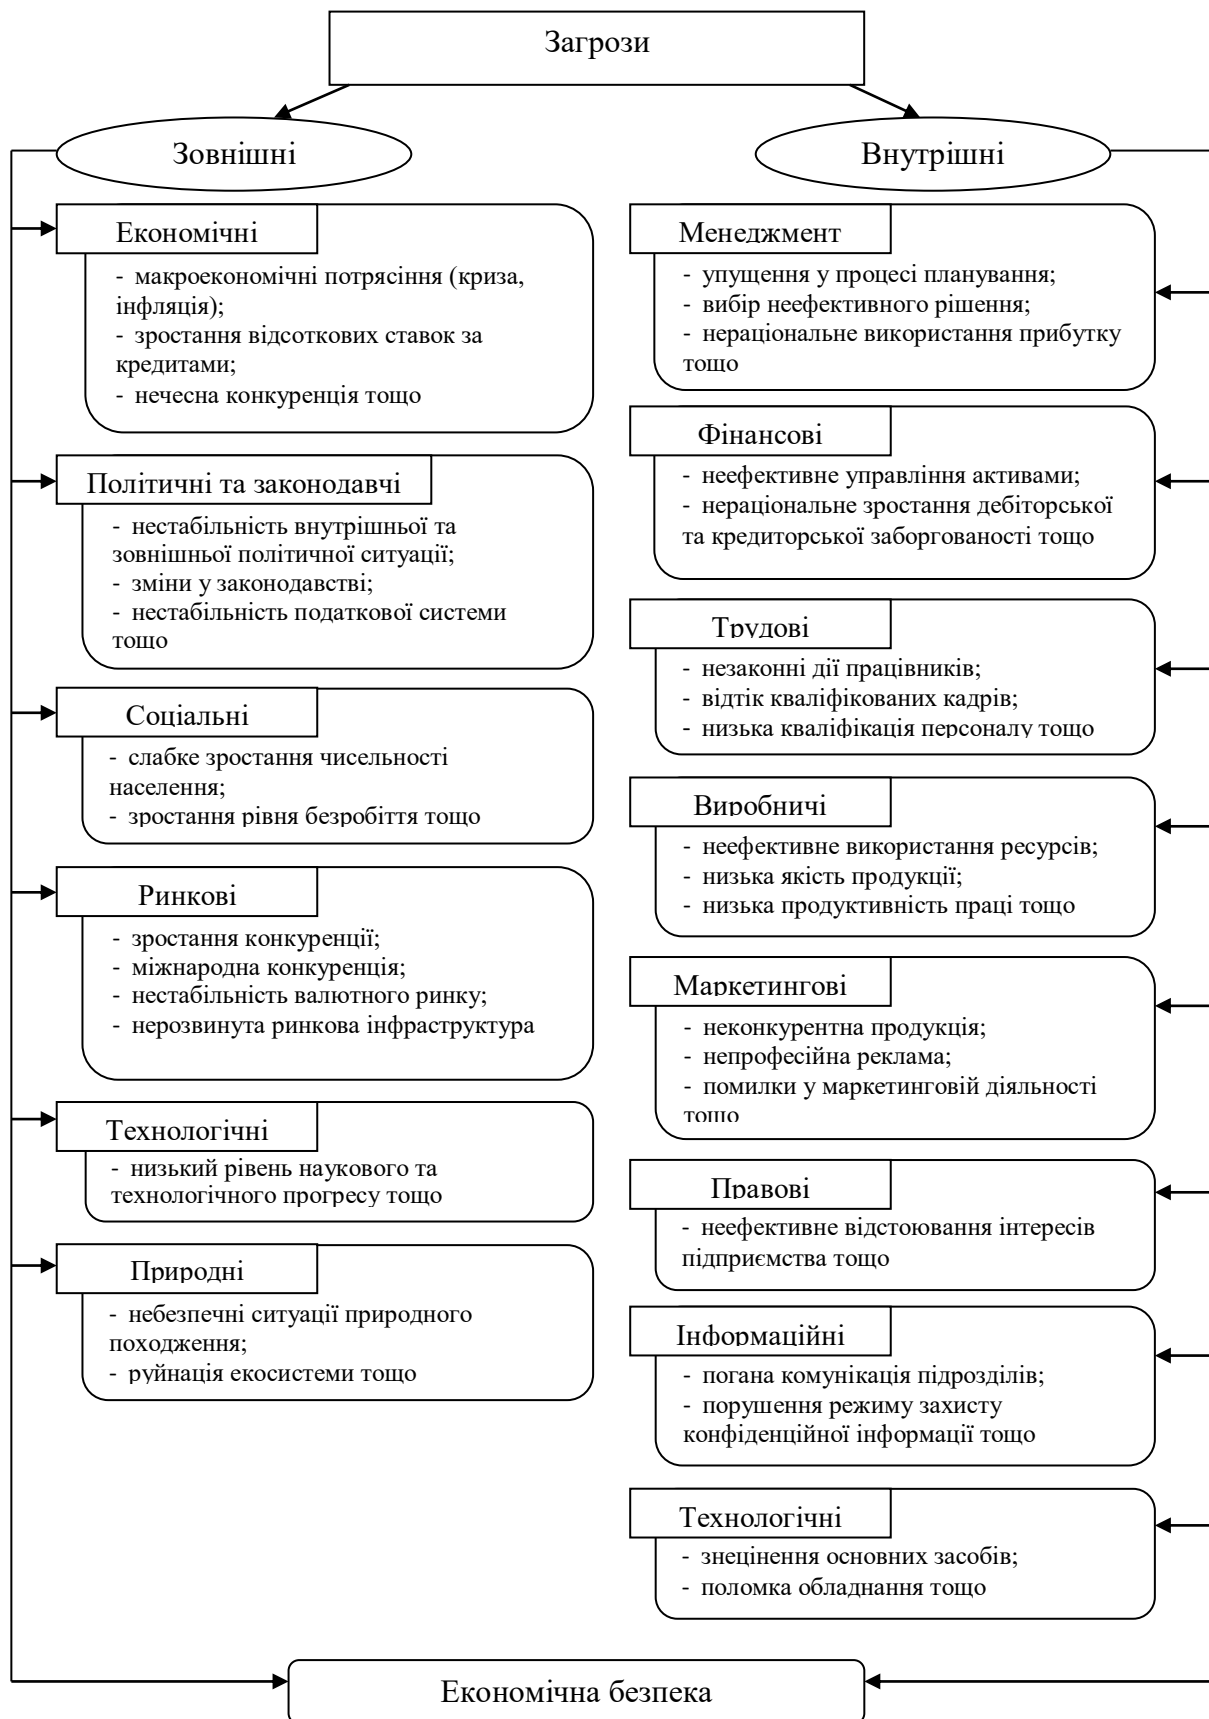 Загрози
Зовнішні
Внутрішні
Економічні
- макроекономічні потрясіння (криза,
інфляція);
- зростання відсоткових ставок за
кредитами;
- нечесна конкуренція тощо
Політичні та законодавчі
- нестабільність внутрішньої та
зовнішньої політичної ситуації;
- зміни у законодавстві;
- нестабільність податкової системи
тощо
Соціальні
- слабке зростання чисельності
населення;
- зростання рівня безробіття тощо
Ринкові
- зростання конкуренції;
- міжнародна конкуренція;
- нестабільність валютного ринку;
- нерозвинута ринкова інфраструктура
Технологічні
- низький рівень наукового та
технологічного прогресу тощо
Природні
- небезпечні ситуації природного
походження;
- руйнація екосистеми тощо
Менеджмент
- упущення у процесі планування;
- вибір неефективного рішення;
- нераціональне використання прибутку
тощо
Фінансові
- неефективне управління активами;
- нераціональне зростання дебіторської
та кредиторської заборгованості тощо
Трудові
- незаконні дії працівників;
- відтік кваліфікованих кадрів;
- низька кваліфікація персоналу тощо
Виробничі
- неефективне використання ресурсів;
- низька якість продукції;
- низька продуктивність праці тощо
Маркетингові
- неконкурентна продукція;
- непрофесійна реклама;
- помилки у маркетинговій діяльності
тощо
Правові
- неефективне відстоювання інтересів
підприємства тощо
Інформаційні
- погана комунікація підрозділів;
- порушення режиму захисту
конфіденційної інформації тощо
Технологічні
- знецінення основних засобів;
- поломка обладнання тощо
Економічна безпека